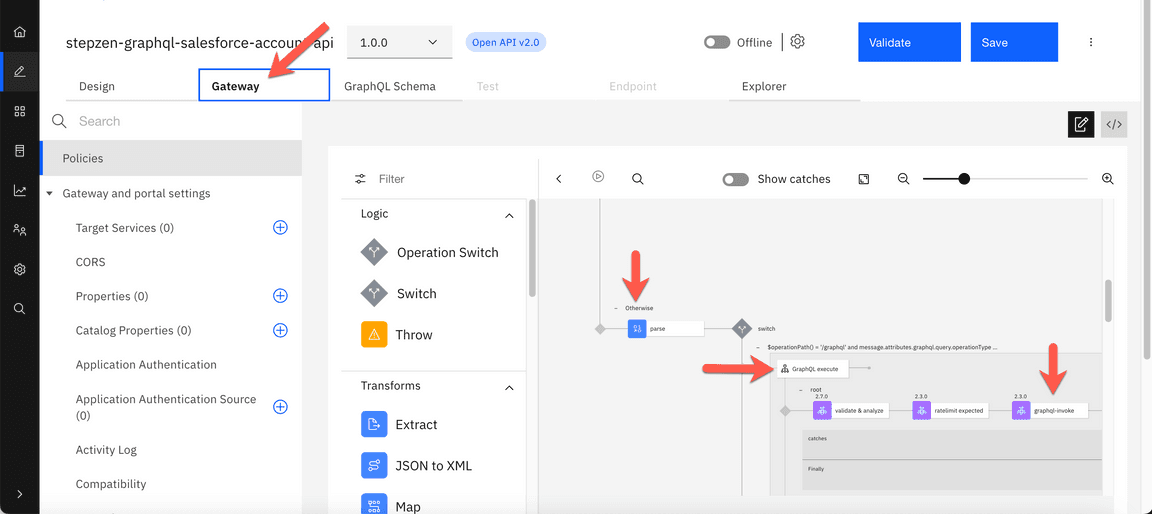 stepzen-graphql-salesforce-account-api
1.0.0
Open API v2.0
Offline
Validate
Save
Design
Gateway
GraphQL Schema
Test
Endpoint
Explorer
Search
</>
Policies
Gateway and portal settings
Target Services (0)
CORS
Properties (0)
Catalog Properties (0)
Application Authentication
Application Authentication Source
(0)
Activity Log
Compatibility
Filter
Logic
Operation Switch
Switch
Throw
Transforms
Extract
JSON to XML
Map
Show catches
Otherwise
parse
switch
$operationPath() = '/graphql' and message.attributes.graphql.query.operationType ...
GraphQL execute
root
2.7.0
2.3.0
2.3.0
validate & analyze
ratelimit expected
graphql-invoke
catches
Finally